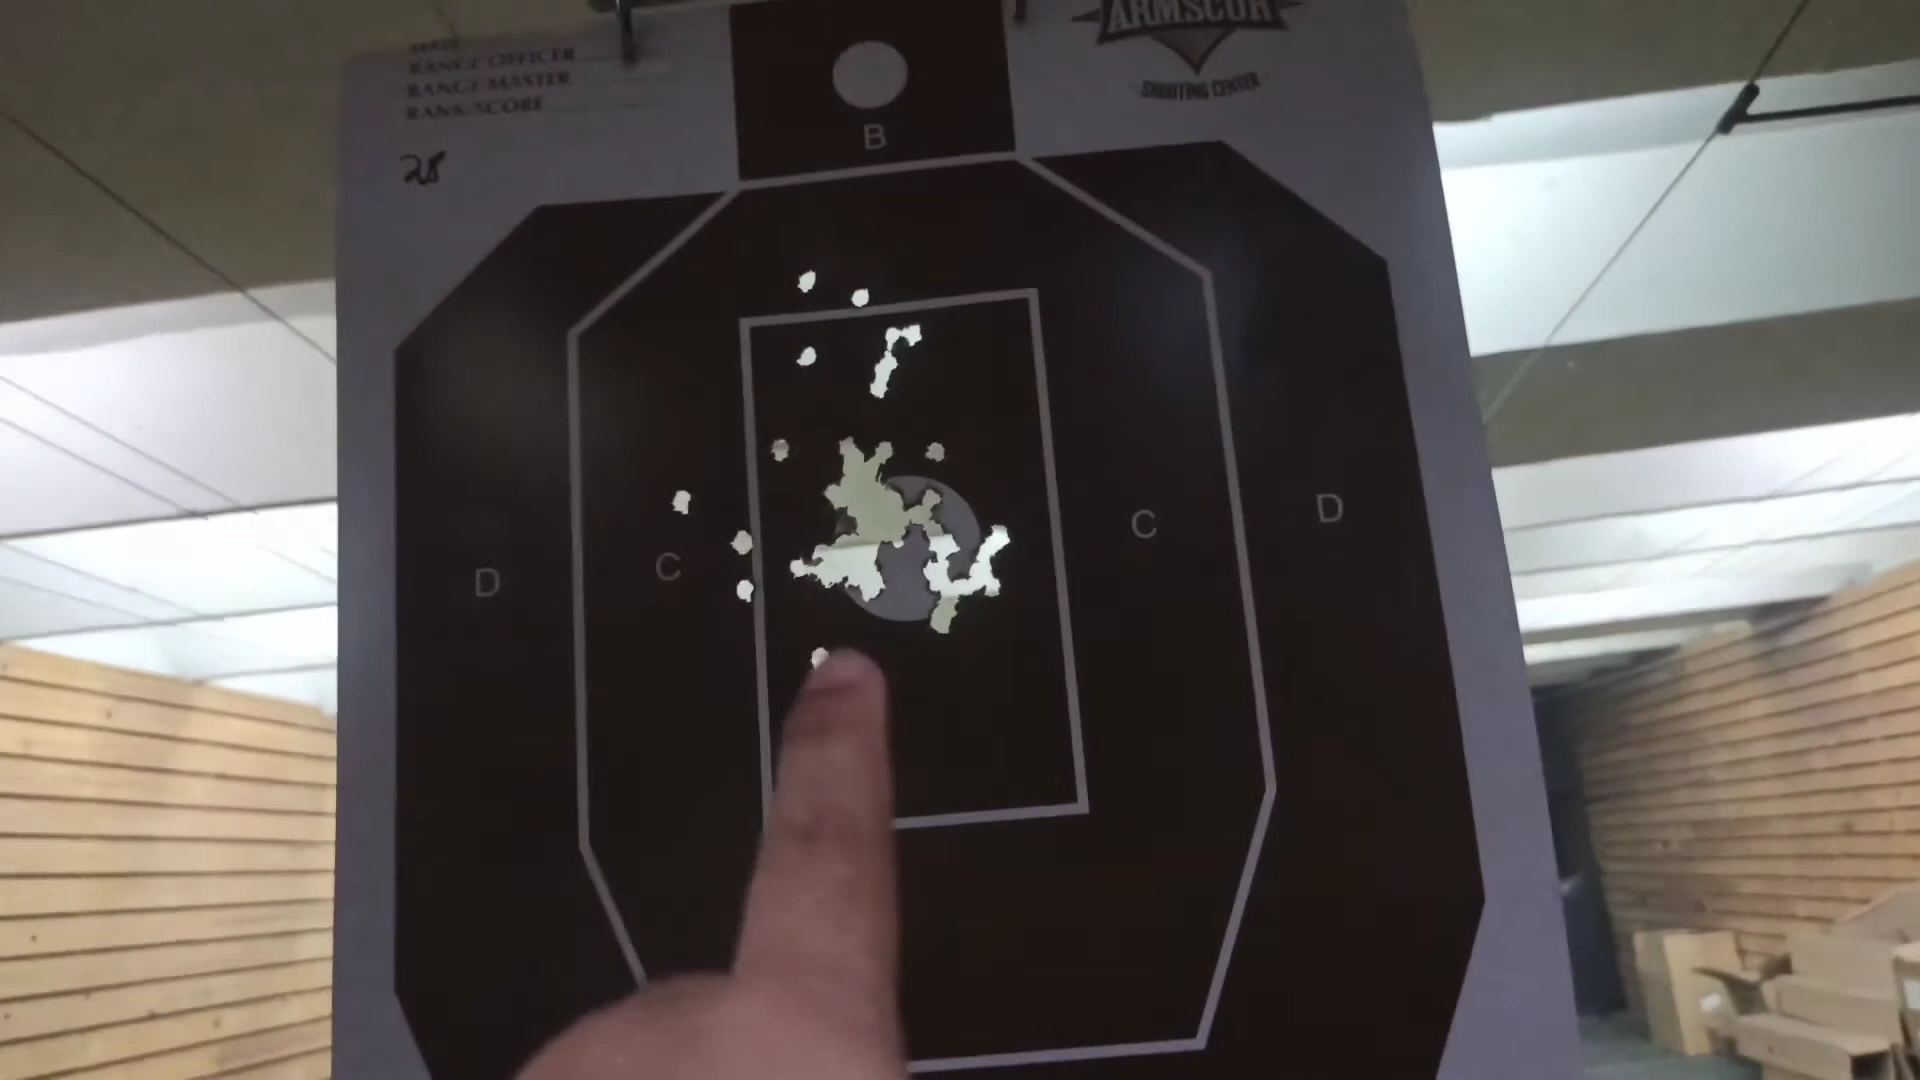 RANGE OFFICER
RANGE MASTER
RANK/SCORE
28
ARMSCOR
SHOOTING CENTER
B
C
D
C
D